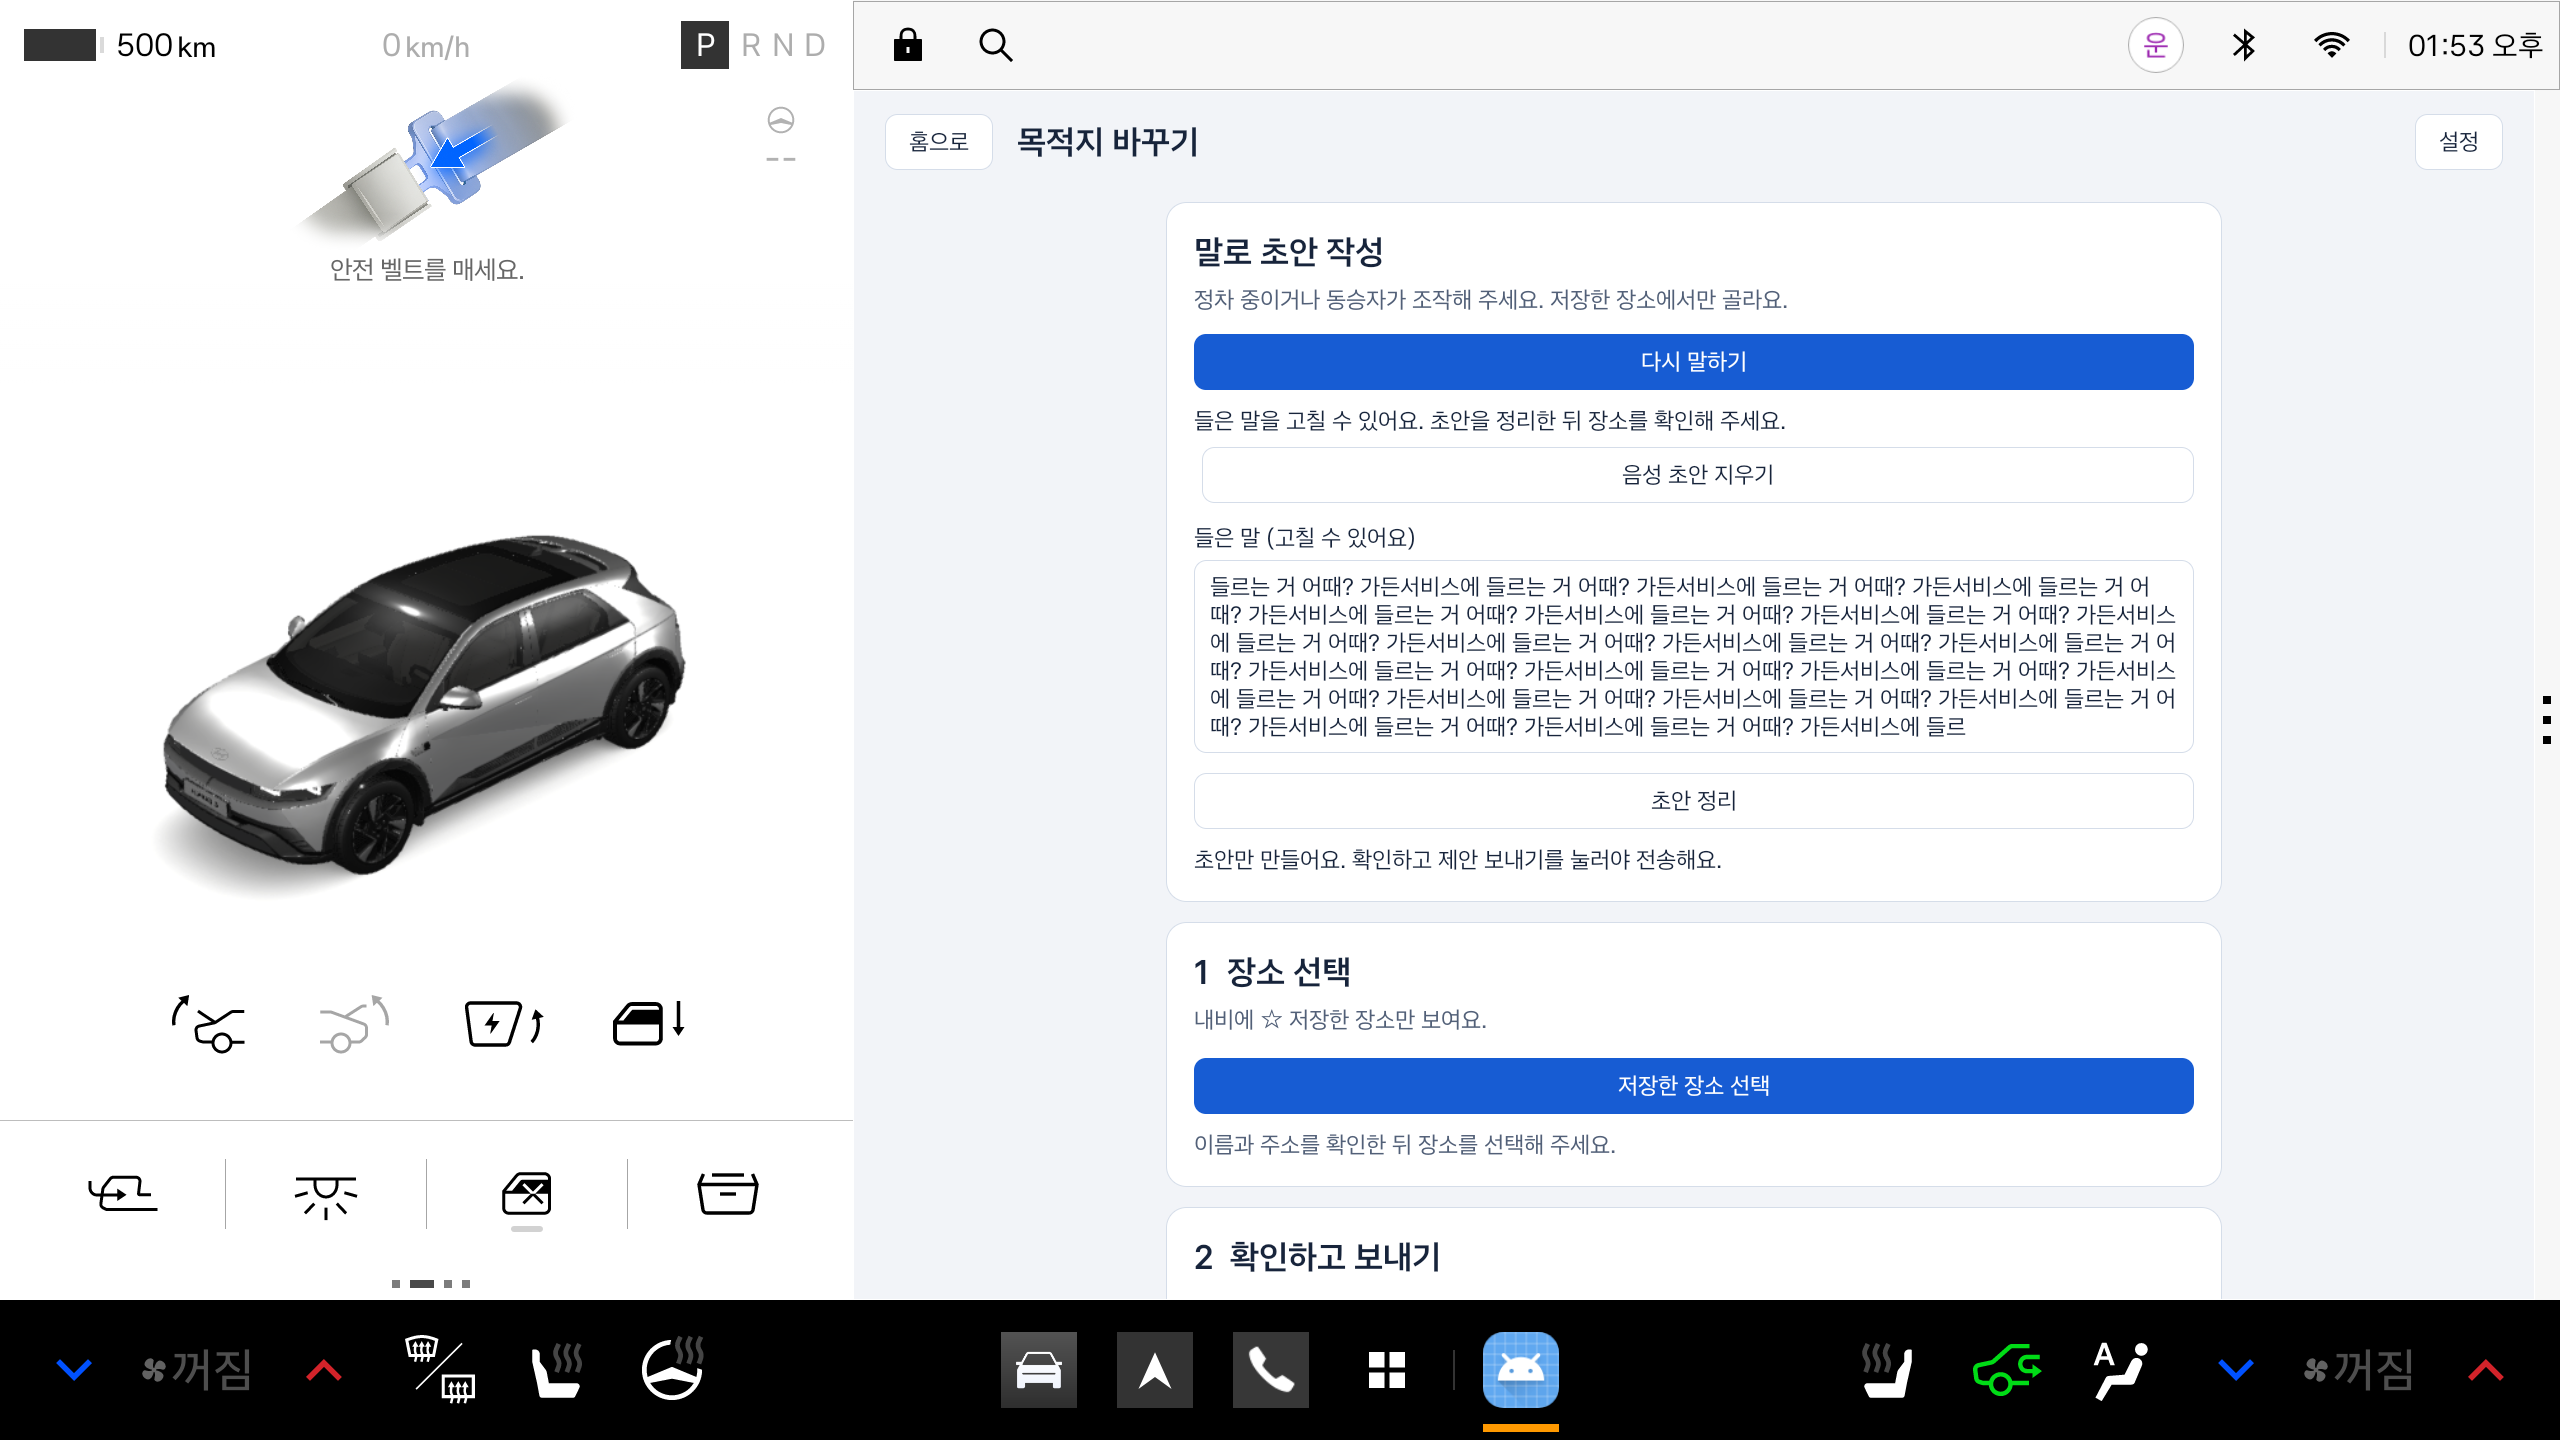 500 km
0 km/h
P R N D
안전 벨트를 매세요.
운
01:53 오후
홈으로
목적지 바꾸기
설정
말로 초안 작성
정차 중이거나 동승자가 조작해 주세요. 저장한 장소에서만 골라요.
다시 말하기
들은 말을 고칠 수 있어요. 초안을 정리한 뒤 장소를 확인해 주세요.
음성 초안 지우기
들은 말 (고칠 수 있어요)
들르는 거 어때? 가든서비스에 들르는 거 어때? 가든서비스에 들르는 거 어때? 가든서비스에 들르는 거 어
때? 가든서비스에 들르는 거 어때? 가든서비스에 들르는 거 어때? 가든서비스에 들르는 거 어때? 가든서비스
에 들르는 거 어때? 가든서비스에 들르는 거 어때? 가든서비스에 들르는 거 어때? 가든서비스에 들르는 거 어
때? 가든서비스에 들르는 거 어때? 가든서비스에 들르는 거 어때? 가든서비스에 들르는 거 어때? 가든서비스
에 들르는 거 어때? 가든서비스에 들르는 거 어때? 가든서비스에 들르는 거 어때? 가든서비스에 들르는 거 어
때? 가든서비스에 들르는 거 어때? 가든서비스에 들르는 거 어때? 가든서비스에 들르
초안 정리
초안만 만들어요. 확인하고 제안 보내기를 눌러야 전송해요.
1 장소 선택
내비에 ☆ 저장한 장소만 보여요.
저장한 장소 선택
이름과 주소를 확인한 뒤 장소를 선택해 주세요.
2 확인하고 보내기
꺼짐
A
꺼짐